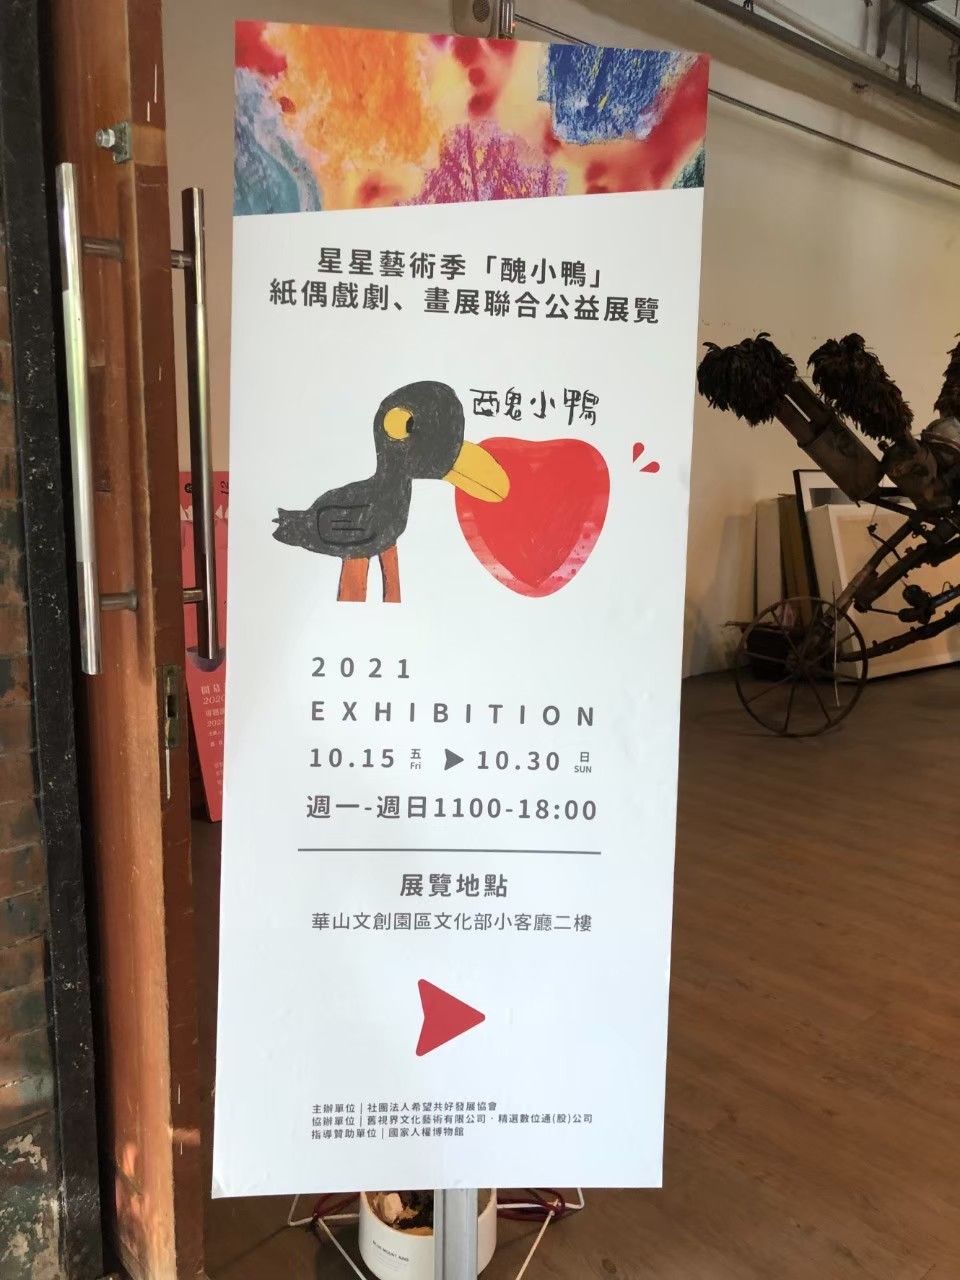 星星藝術季「醜小鴨」
紙偶戲劇、畫展聯合公益展覽
醜小鴨
2021
EXHIBITION
10.15 五 Fri ➤ 10.30 日 SUN
週一-週日1100-18:00
展覽地點
華山文創園區文化部小客廳二樓
主辦單位 | 社團法人希望共好發展協會
協辦單位 | 舊視界文化藝術有限公司．精選數位通(股)公司
指導贊助單位 | 國家人權博物館